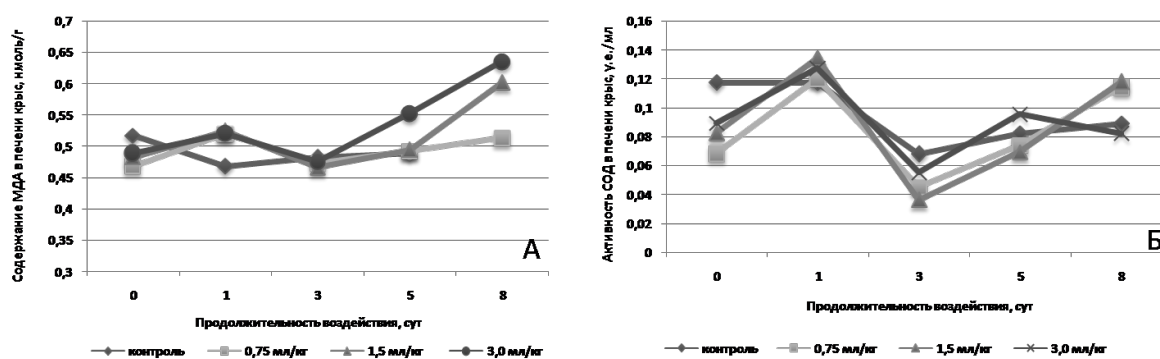 Содержание МДА в печени крыс, нмоль/г
0,7
0,65
0,6
0,55
0,5
0,45
0,4
0,35
0,3
А
0 1 3 5 8
Продолжительность воздействия, сут
контроль 0,75 мл/кг 1,5 мл/кг 3,0 мл/кг
Активность СОД в печени крыс, у.е./мл
0,16
0,14
0,12
0,1
0,08
0,06
0,04
0,02
0
Б
0 1 3 5 8
Продолжительность воздействия, сут
контроль 0,75 мл/кг 1,5 мл/кг 3,0 мл/кг